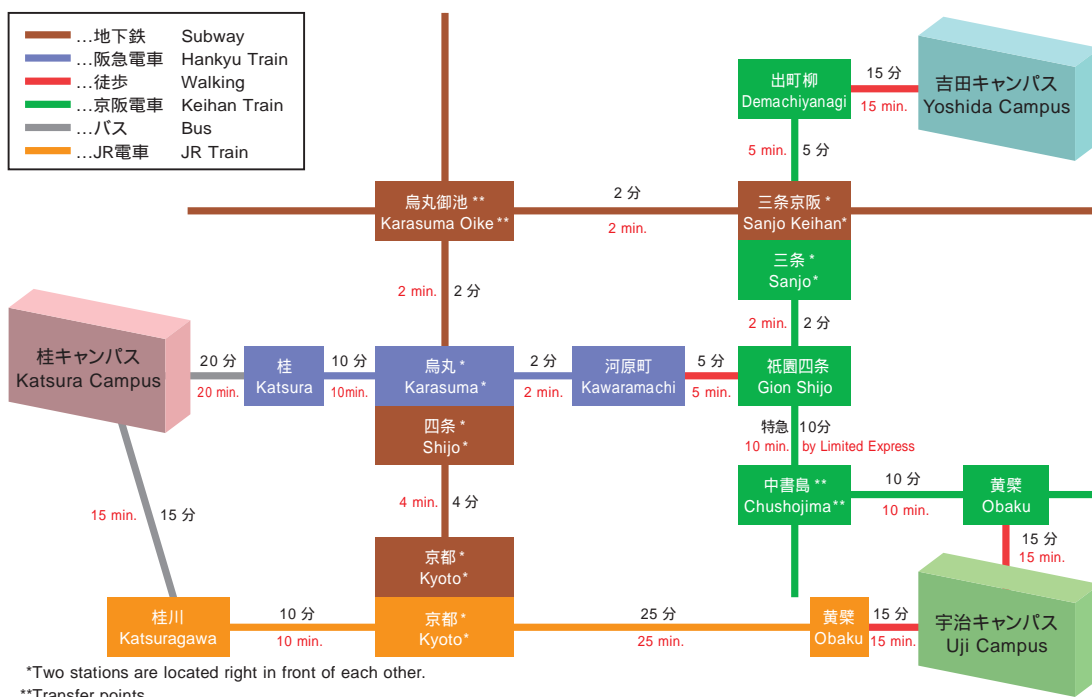 …地下鉄 Subway
…阪急電車 Hankyu Train
…徒歩 Walking
…京阪電車 Keihan Train
…バス Bus
…JR電車 JR Train
出町柳
Demachiyanagi
15 分
15 min.
吉田キャンパス
Yoshida Campus
5 min. 5 分
烏丸御池 **
Karasuma Oike**
2 分
2 min.
三条京阪 *
Sanjo Keihan*
三条 *
Sanjo*
2 min. 2 分
2 min. 2 分
桂キャンパス
Katsura Campus
20 分
20 min.
桂
Katsura
10 分
10min.
烏丸 *
Karasuma *
2 分
2 min.
河原町
Kawaramachi
5 分
5 min.
祇園四条
Gion Shijo
四条 *
Shijo*
特急 10分
10 min. by Limited Express
15 min. 15 分
4 min. 4 分
中書島 **
Chushojima**
10 分
10 min.
黄檗
Obaku
15 分
15 min.
京都 *
Kyoto*
桂川
Katsuragawa
10 分
10 min.
京都 *
Kyoto*
25 分
25 min.
黄檗
Obaku
15 分
15 min.
宇治キャンパス
Uji Campus
*Two stations are located right in front of each other.
**Transfer points